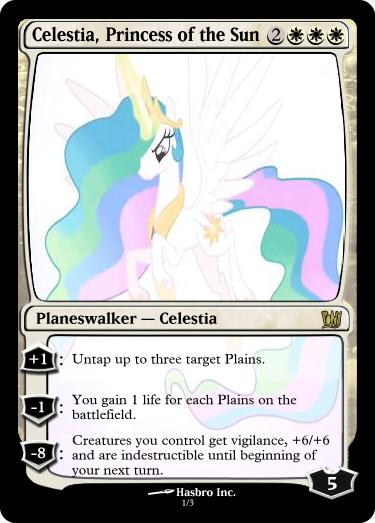 Celestia, Princess of the Sun 2
Planeswalker — Celestia
+1: Untap up to three target Plains.
-1: You gain 1 life for each Plains on the
battlefield.
-8: Creatures you control get vigilance, +6/+6
and are indestructible until beginning of
your next turn.
5
Hasbro Inc.
1/3